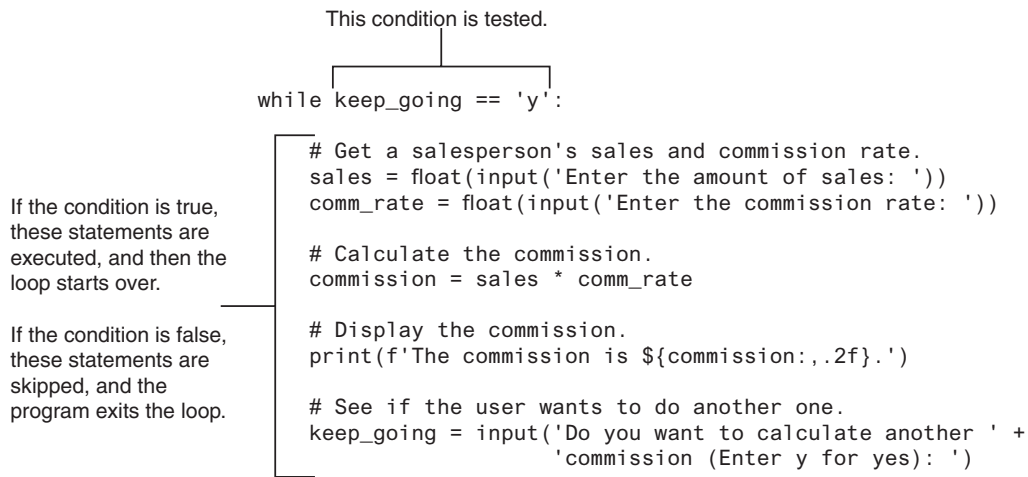 This condition is tested.
while keep_going == 'y':
# Get a salesperson's sales and commission rate.
sales = float(input('Enter the amount of sales: '))
comm_rate = float(input('Enter the commission rate: '))
# Calculate the commission.
commission = sales * comm_rate
# Display the commission.
print(f'The commission is ${commission:,.2f}.')
# See if the user wants to do another one.
keep_going = input('Do you want to calculate another ' +
'commission (Enter y for yes): ')
If the condition is true,
these statements are
executed, and then the
loop starts over.
If the condition is false,
these statements are
skipped, and the
program exits the loop.